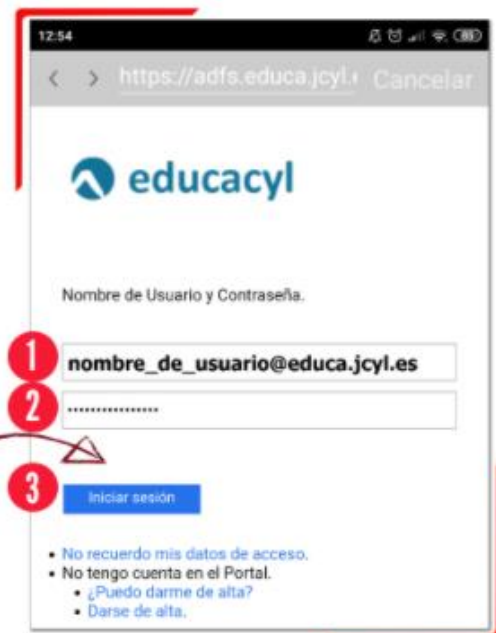 12:54
https://adfs.educa.jcyl. Cancelar
educacyl
Nombre de Usuario y Contraseña.
1
nombre_de_usuario@educa.jcyl.es
2
................
3
Iniciar sesión
No recuerdo mis datos de acceso.
No tengo cuenta en el Portal.
¿Puedo darme de alta?
Darse de alta.